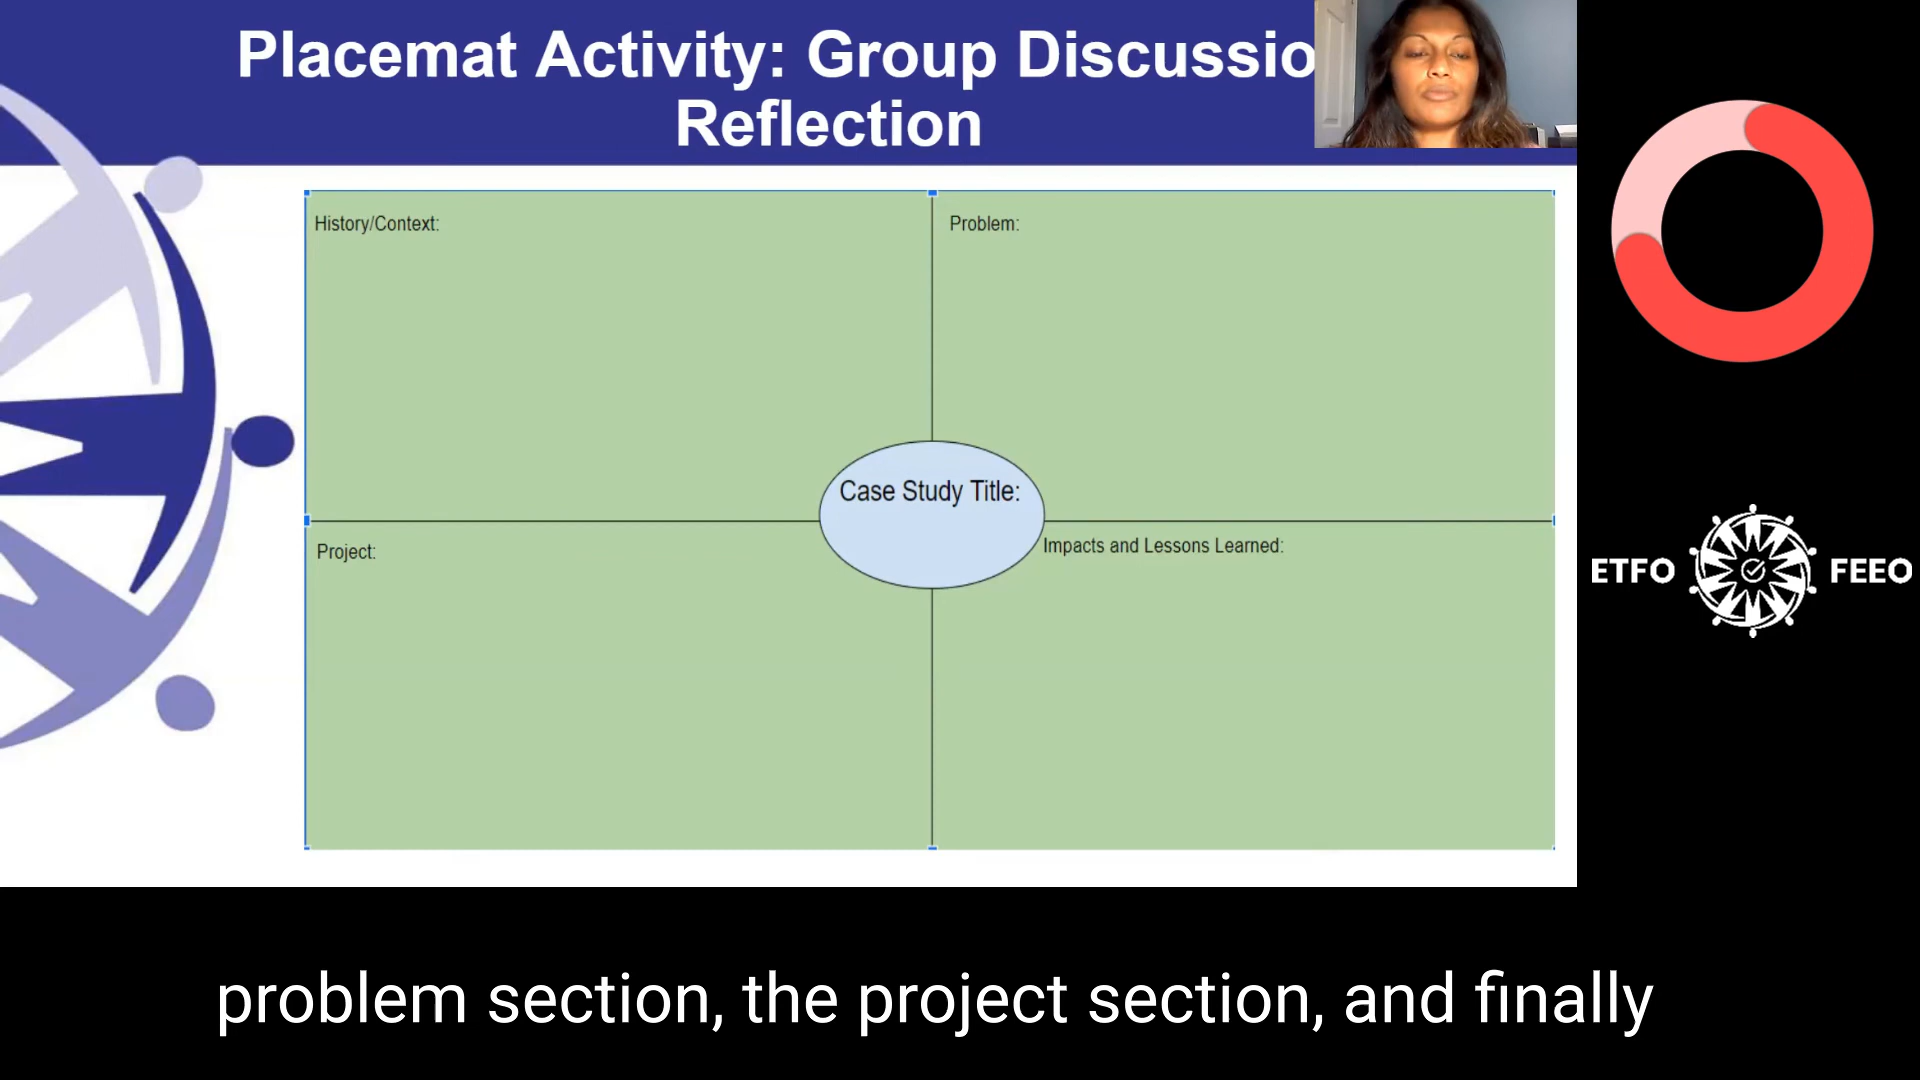 Placemat Activity: Group Discussio
Reflection
History/Context:
Problem:
Case Study Title:
Project:
Impacts and Lessons Learned:
ETFO FEEO
problem section, the project section, and finally